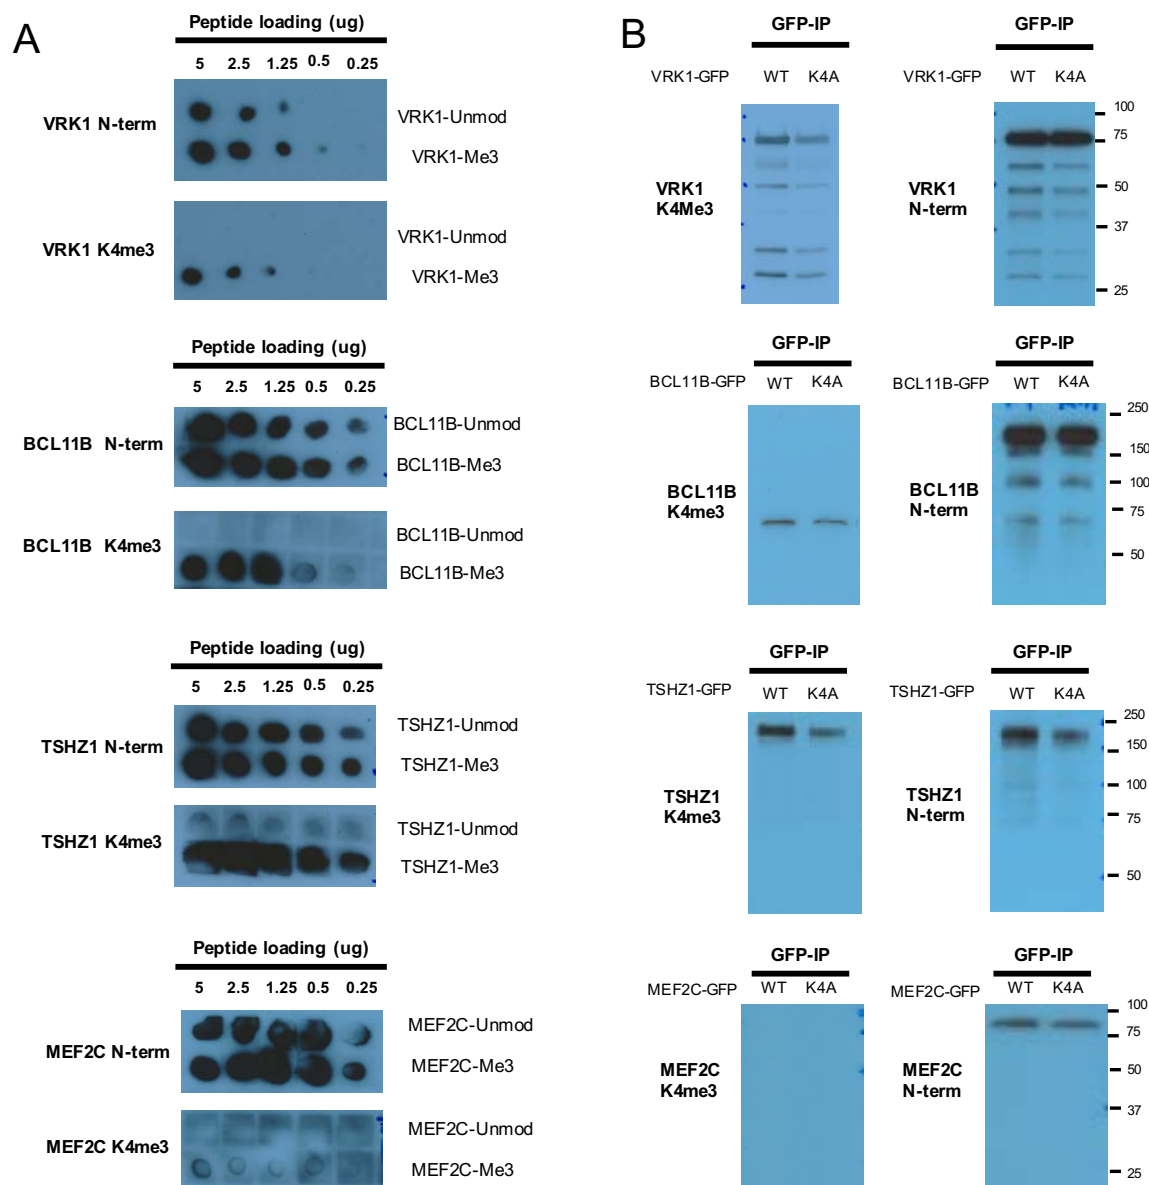 A
Peptide loading (ug)
5 2.5 1.25 0.5 0.25
VRK1 N-term
VRK1-Unmod
VRK1-Me3
VRK1 K4me3
VRK1-Unmod
VRK1-Me3
Peptide loading (ug)
5 2.5 1.25 0.5 0.25
BCL11B N-term
BCL11B-Unmod
BCL11B-Me3
BCL11B K4me3
BCL11B-Unmod
BCL11B-Me3
Peptide loading (ug)
5 2.5 1.25 0.5 0.25
TSHZ1 N-term
TSHZ1-Unmod
TSHZ1-Me3
TSHZ1 K4me3
TSHZ1-Unmod
TSHZ1-Me3
Peptide loading (ug)
5 2.5 1.25 0.5 0.25
MEF2C N-term
MEF2C-Unmod
MEF2C-Me3
MEF2C K4me3
MEF2C-Unmod
MEF2C-Me3
B
GFP-IP
VRK1-GFP WT K4A
VRK1
K4Me3
GFP-IP
VRK1-GFP WT K4A
VRK1
N-term
100
75
50
37
25
GFP-IP
BCL11B-GFP WT K4A
BCL11B
K4me3
GFP-IP
BCL11B-GFP WT K4A
BCL11B
N-term
250
150
100
75
50
GFP-IP
TSHZ1-GFP WT K4A
TSHZ1
K4me3
GFP-IP
TSHZ1-GFP WT K4A
TSHZ1
N-term
250
150
100
75
50
GFP-IP
MEF2C-GFP WT K4A
MEF2C
K4me3
GFP-IP
MEF2C-GFP WT K4A
MEF2C
N-term
100
75
50
37
25